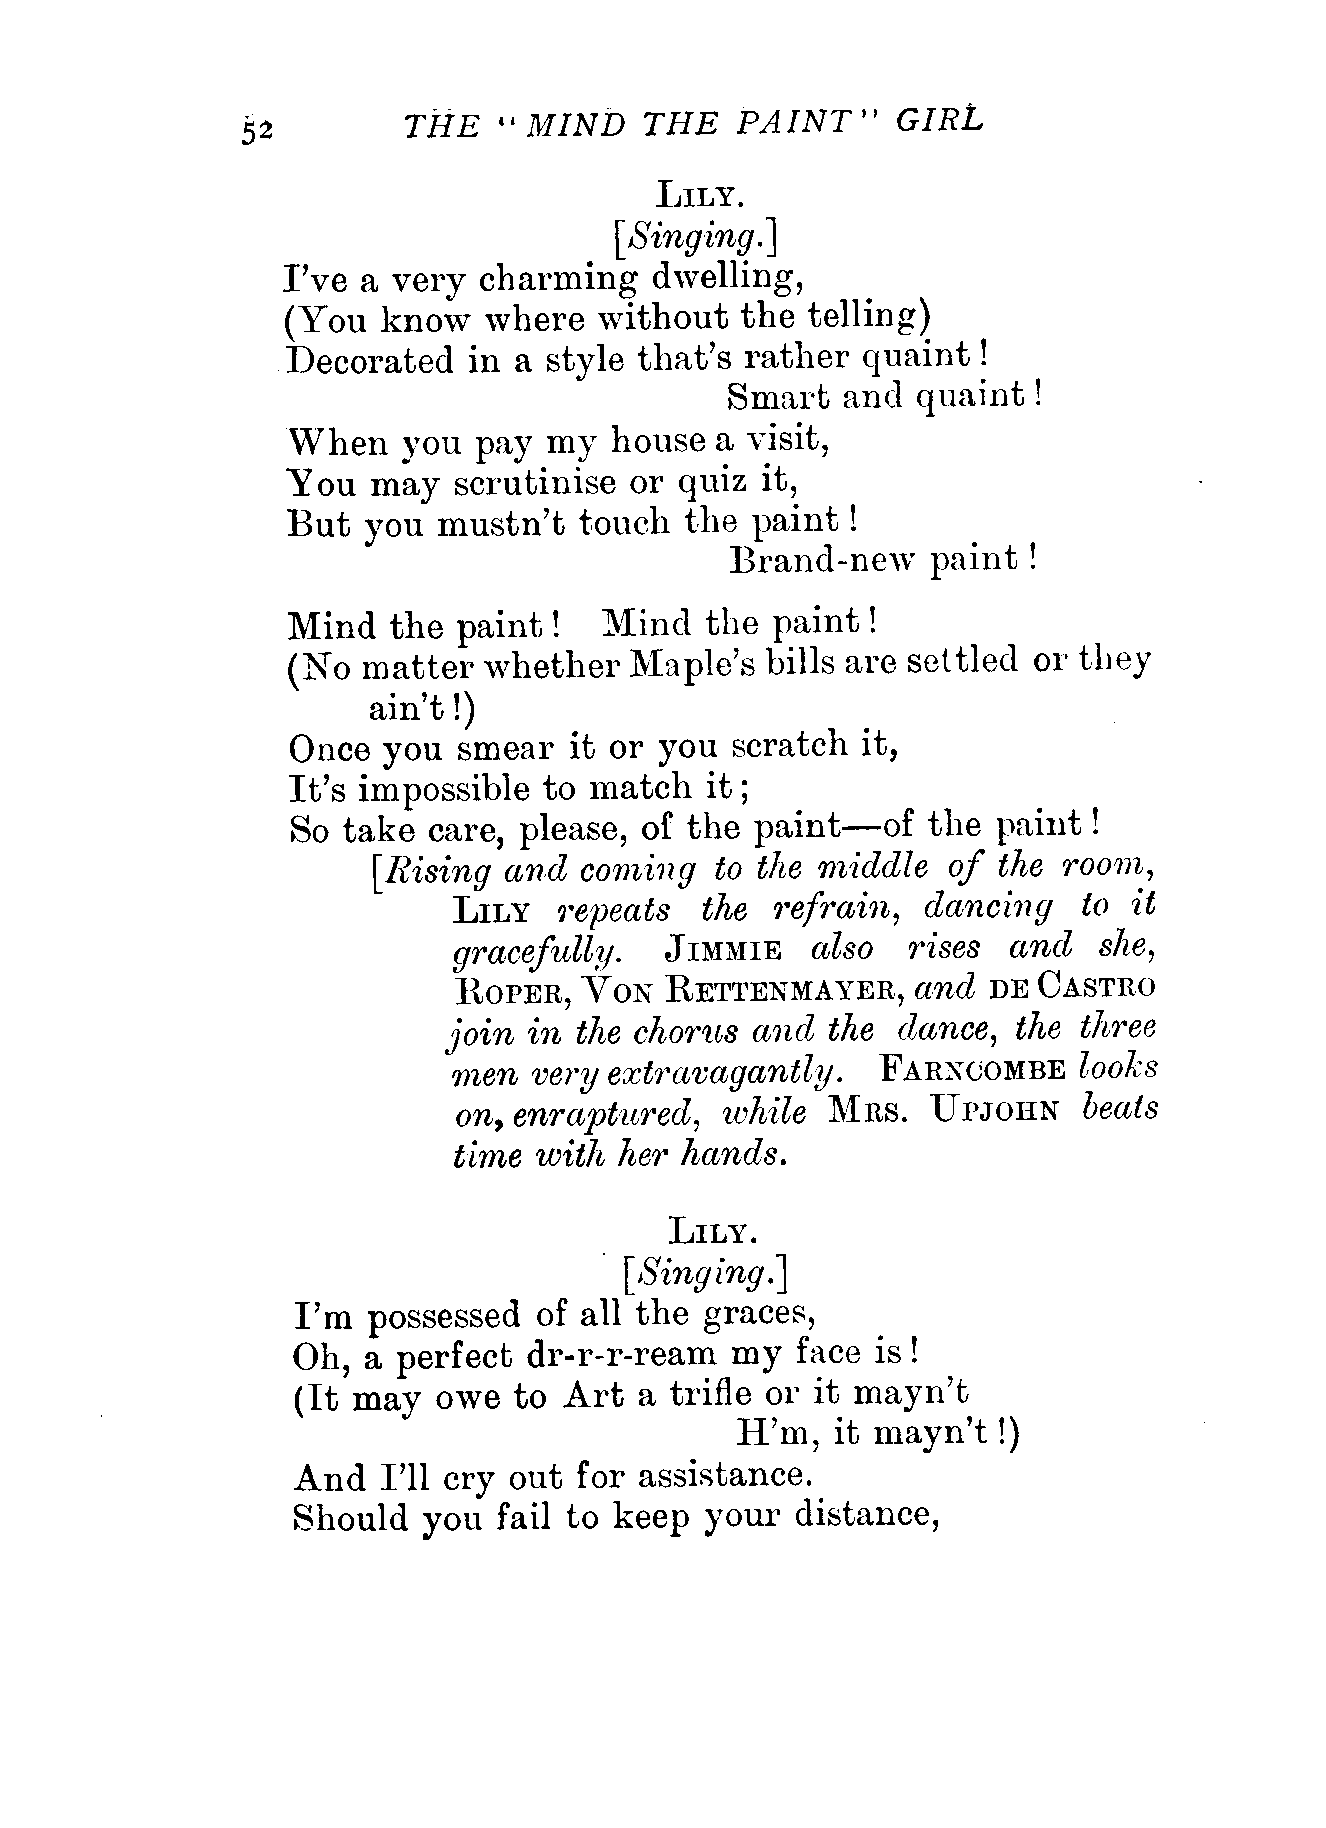 52 THE "MIND THE PAINT" GIRL
LILY.
[Singing.]
I've a very charming dwelling,
(You know where without the telling)
Decorated in a style that's rather quaint!
Smart and quaint!
When you pay my house a visit,
You may scrutinise or quiz it,
But you mustn't touch the paint!
Brand-new paint!
Mind the paint! Mind the paint!
(No matter whether Maple's bills are settled or they
ain't!)
Once you smear it or you scratch it,
It's impossible to match it;
So take care, please, of the paint—of the paint!
[Rising and coming to the middle of the room,
LILY repeats the refrain, dancing to it
gracefully. JIMMIE also rises and she,
ROPER, VON RETTENMAYER, and DE CASTRO
join in the chorus and the dance, the three
men very extravagantly. FARNCOMBE looks
on, enraptured, while MRS. UPJOHN beats
time with her hands.
LILY.
[Singing.]
I'm possessed of all the graces,
Oh, a perfect dr-r-r-ream my face is!
(It may owe to Art a trifle or it mayn't
H'm, it mayn't!)
And I'll cry out for assistance.
Should you fail to keep your distance,